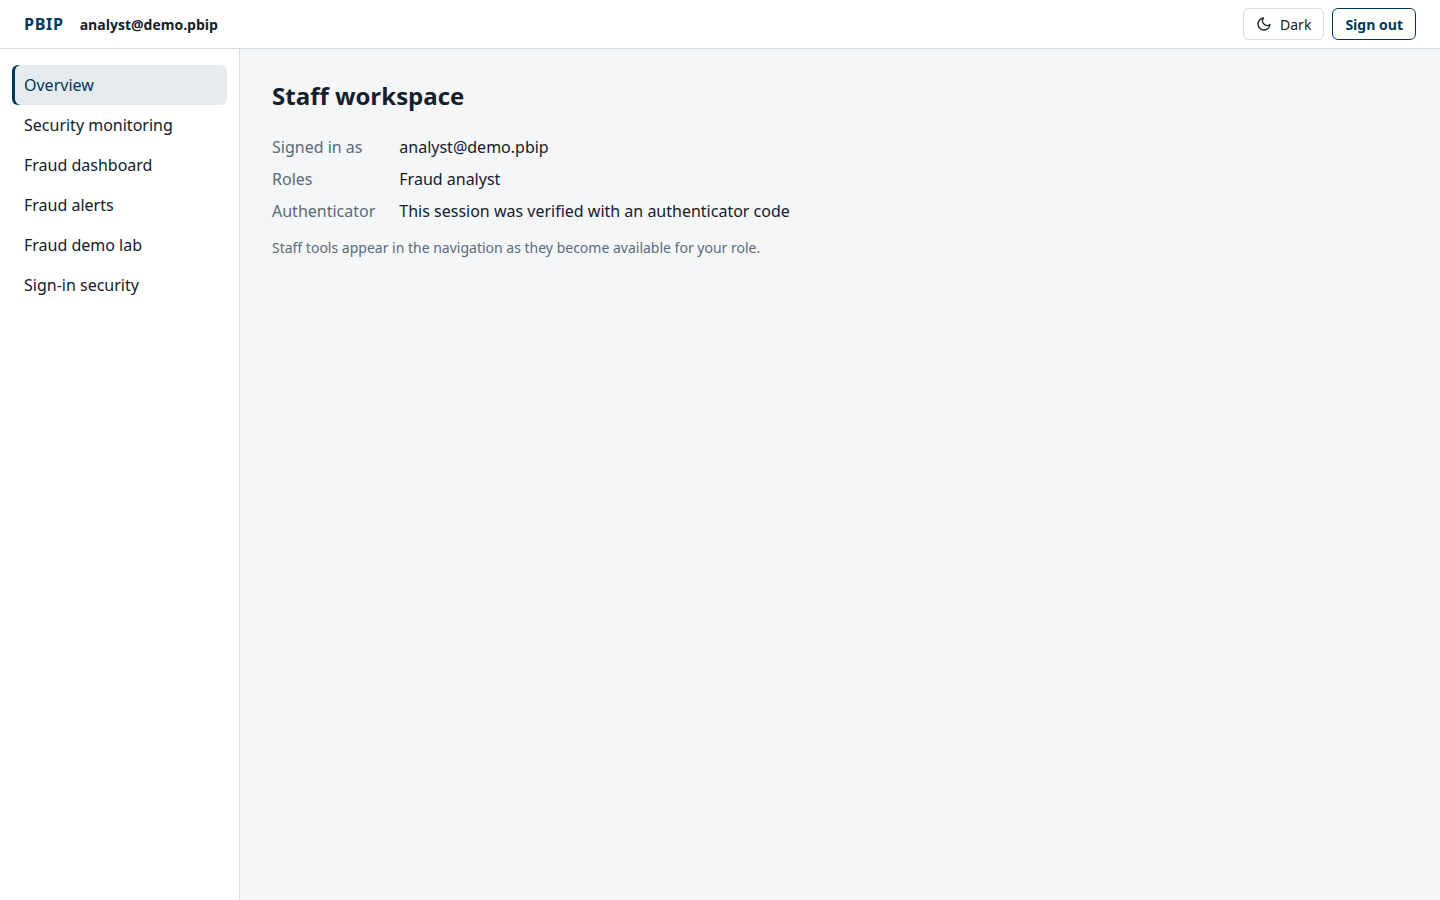 PBIP analyst@demo.pbip Dark Sign out
Overview
Security monitoring
Fraud dashboard
Fraud alerts
Fraud demo lab
Sign-in security
Staff workspace
Signed in as analyst@demo.pbip
Roles Fraud analyst
Authenticator This session was verified with an authenticator code
Staff tools appear in the navigation as they become available for your role.